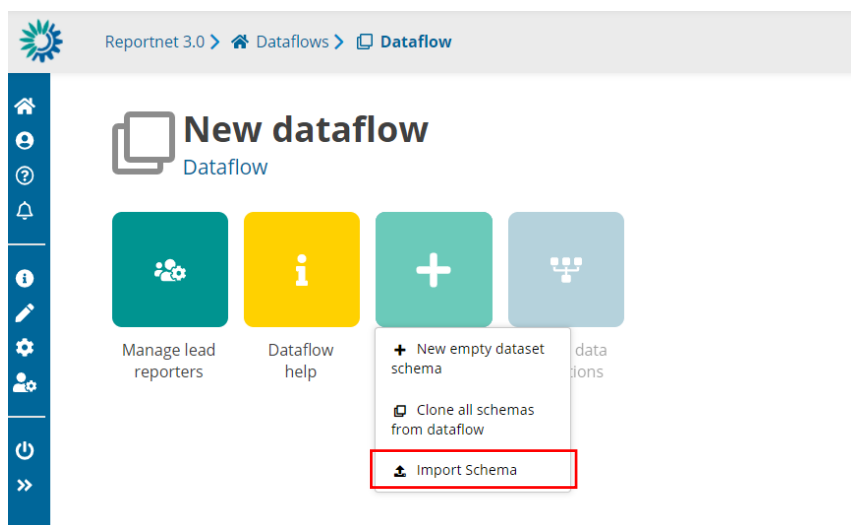 Reportnet 3.0 Dataflows Dataflow
New dataflow
Dataflow
Manage lead
reporters
Dataflow
help
New empty dataset
schema
Clone all schemas
from dataflow
Import Schema
data